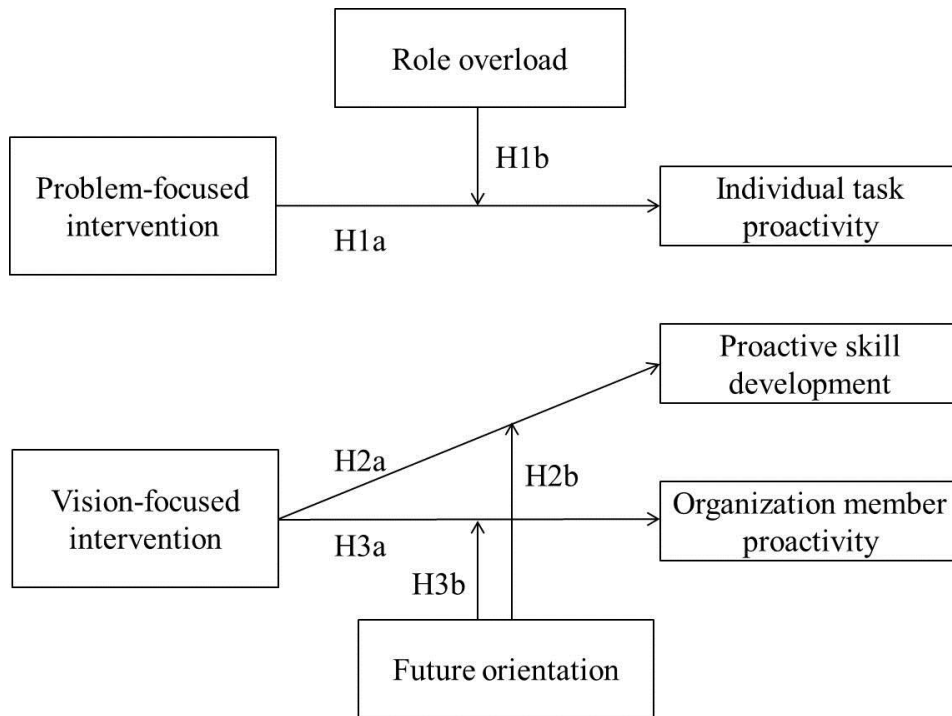 Role overload
H1b
Problem-focused
intervention
Individual task
proactivity
H1a
Proactive skill
development
H2a
H2b
Vision-focused
intervention
Organization member
proactivity
H3a
H3b
Future orientation